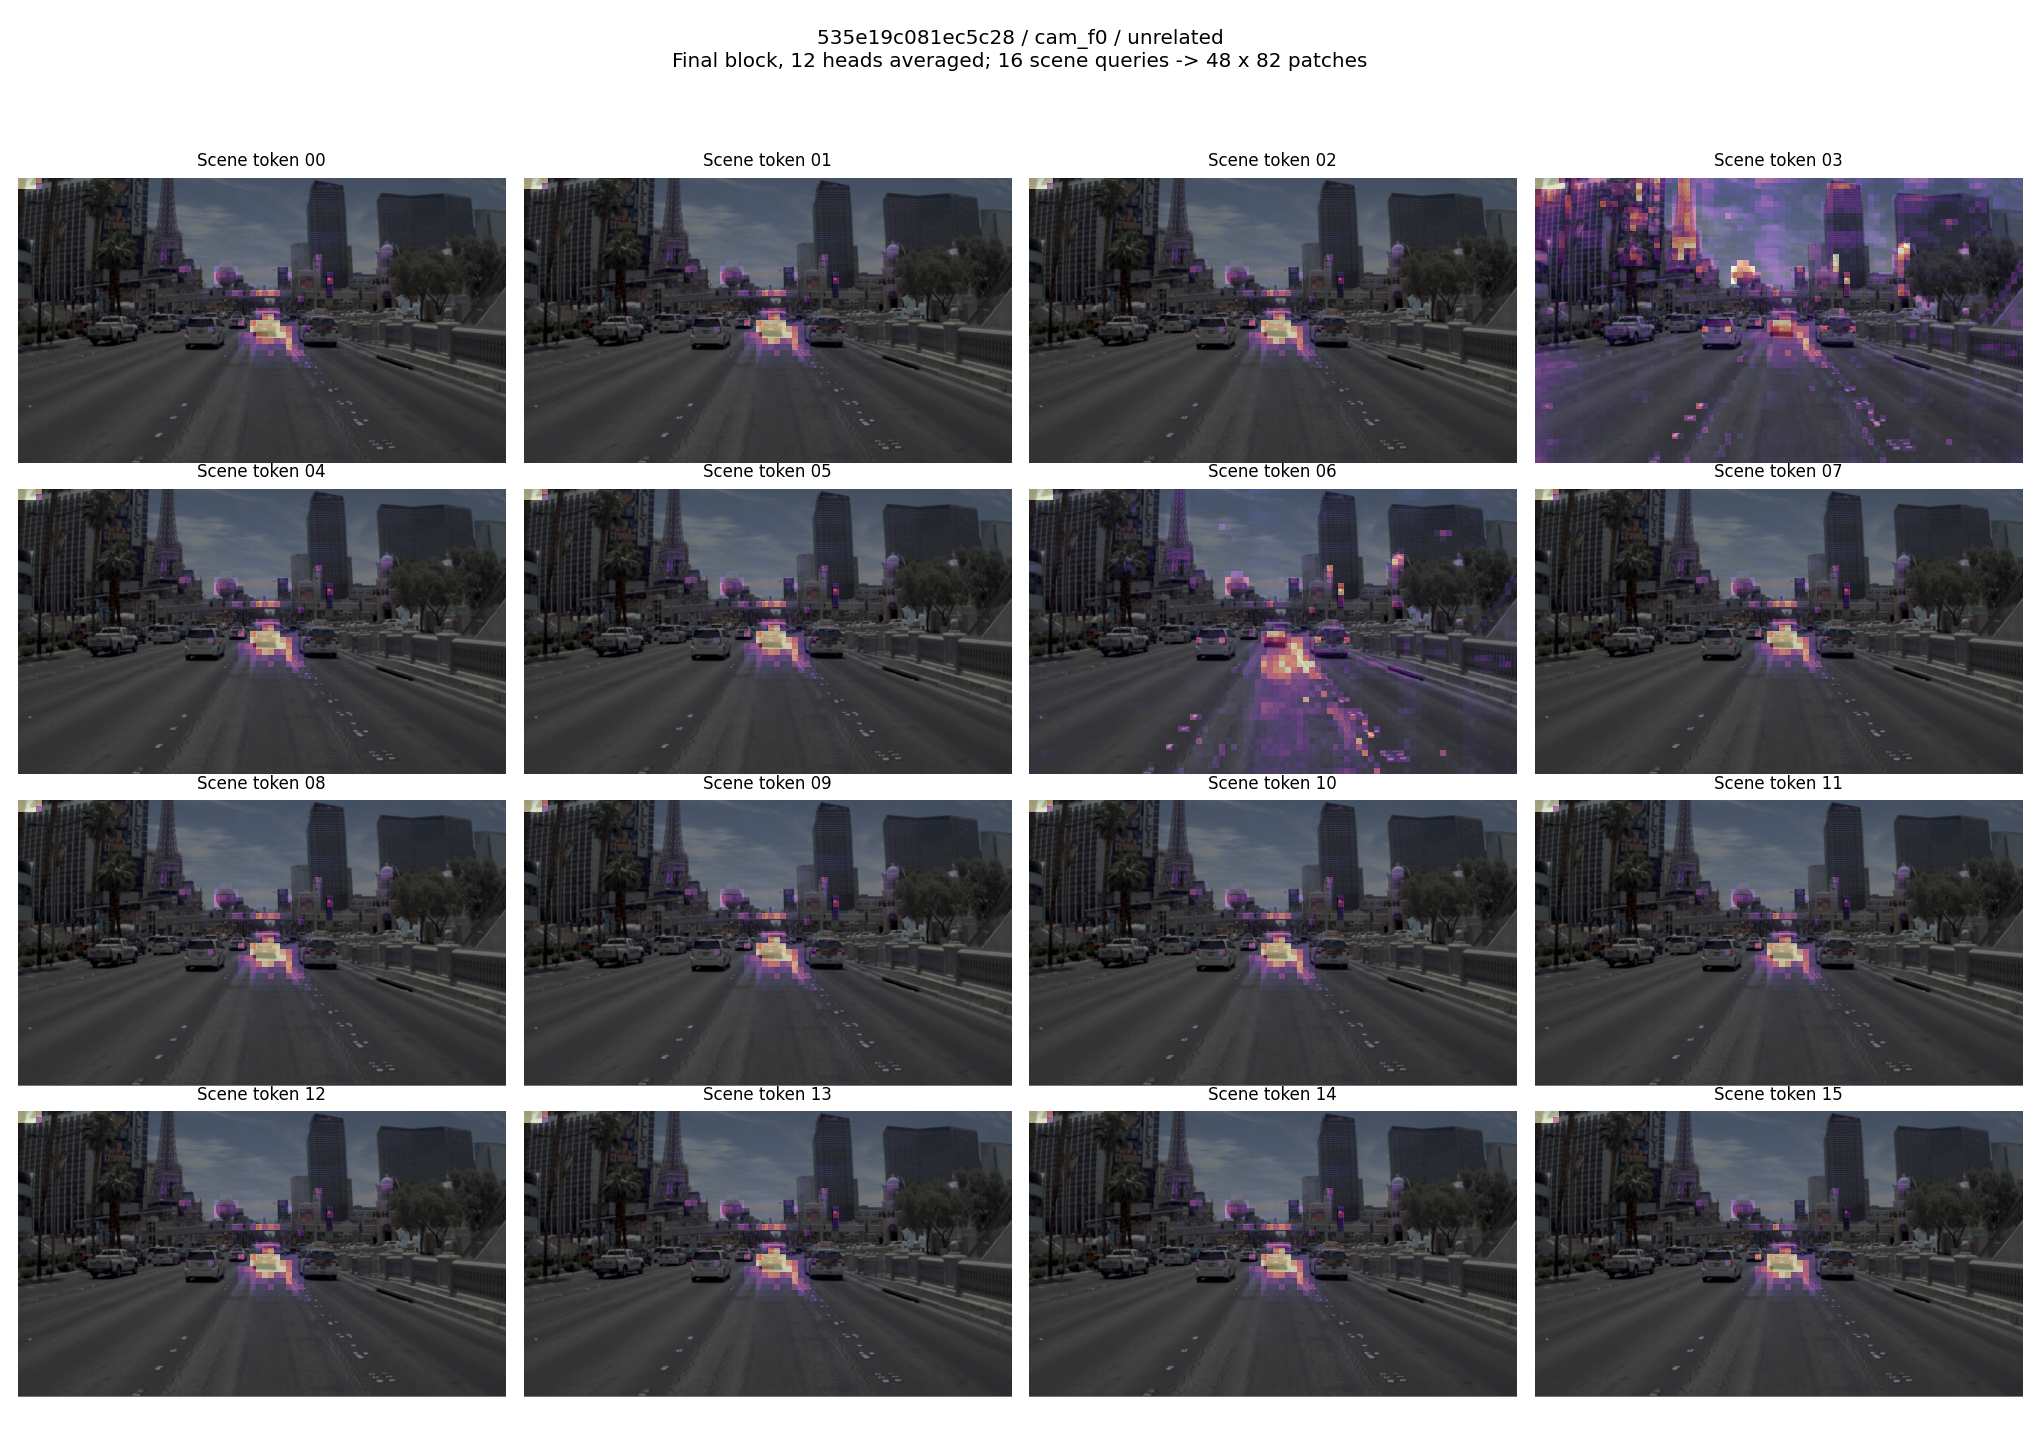 535e19c081ec5c28 / cam_f0 / unrelated
Final block, 12 heads averaged; 16 scene queries -> 48 x 82 patches
Scene token 00
Scene token 01
Scene token 02
Scene token 03
Scene token 04
Scene token 05
Scene token 06
Scene token 07
Scene token 08
Scene token 09
Scene token 10
Scene token 11
Scene token 12
Scene token 13
Scene token 14
Scene token 15